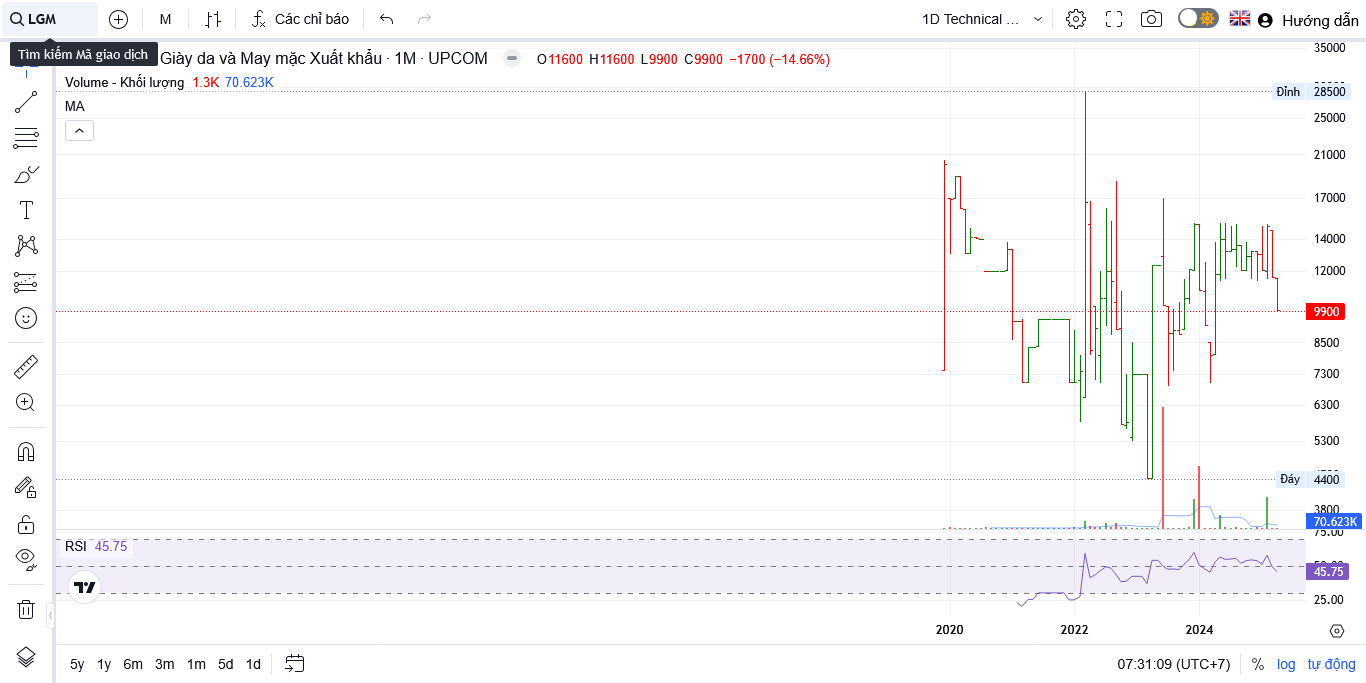 LGM
M
Các chỉ báo
1D Technical ...
Hướng dẫn
Tìm kiếm Mã giao dịch
Giày da và May mặc Xuất khẩu · 1M · UPCOM
O11600 H11600 L9900 C9900 −1700 (−14.66%)
Volume - Khối lượng 1.3K 70.623K
MA
35000
Đỉnh 28500
25000
21000
17000
14000
12000
9900
8500
7300
6300
5300
Đáy 4400
3800
70.623K
75.00
RSI 45.75
45.75
25.00
2020 2022 2024
5y 1y 6m 3m 1m 5d 1d
07:31:09 (UTC+7) % log tự động